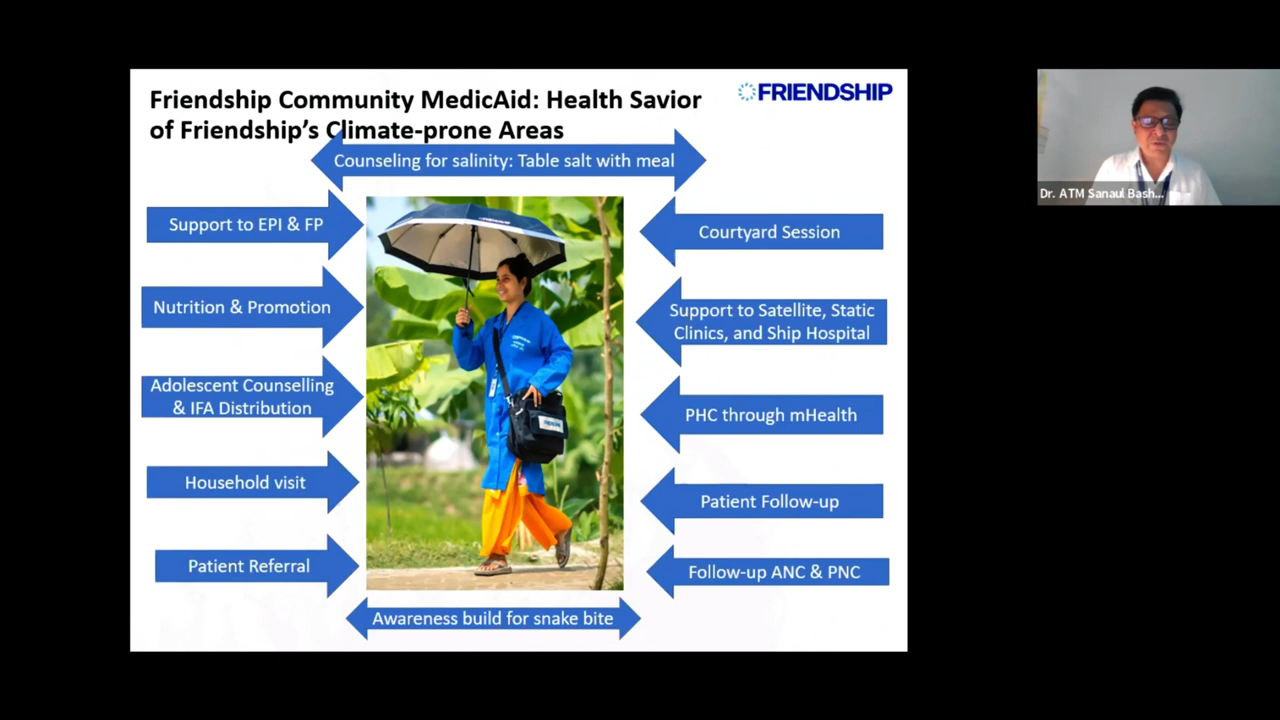 Friendship Community MedicAid: Health Savior
of Friendship's Climate-prone Areas
FRIENDSHIP
Counseling for salinity: Table salt with meal
Support to EPI & FP
Nutrition & Promotion
Adolescent Counselling
& IFA Distribution
Household visit
Patient Referral
Courtyard Session
Support to Satellite, Static
Clinics, and Ship Hospital
PHC through mHealth
Patient Follow-up
Follow-up ANC & PNC
Awareness build for snake bite
Dr. ATM Sanaul Bash...